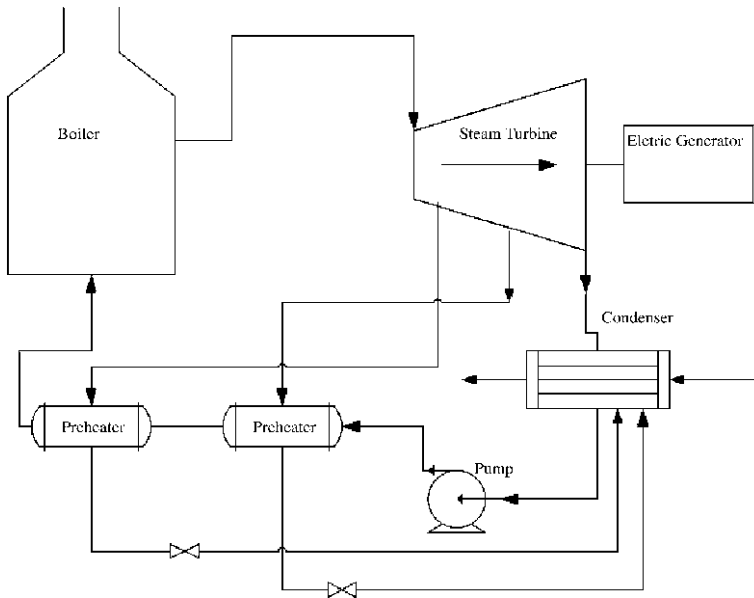 Boiler
Steam Turbine
Eletric Generator
Condenser
Preheater
Preheater
Pump